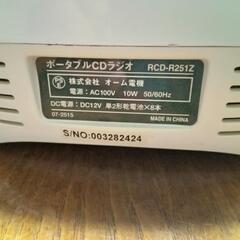 ポータブルCDラジオ RCD-R251Z
株式会社 オーム電機
電源：AC100V 10W 50/60Hz
DC電源：DC12V 単2形乾電池×8本
07-2515 MADE IN CHINA
S/NO:003282424